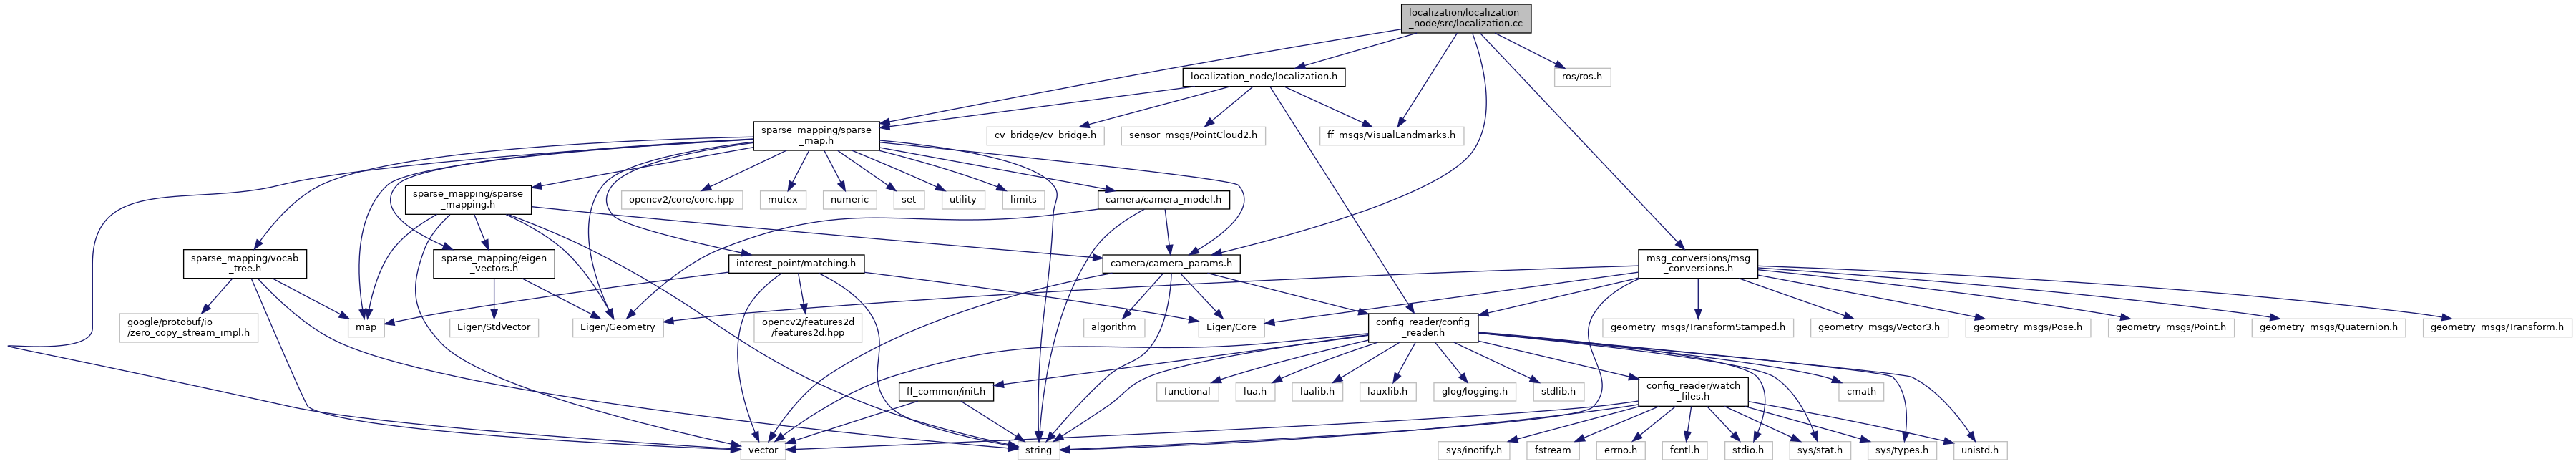 localization/localization
_node/src/localization.cc
localization_node/localization.h
ros/ros.h
sparse_mapping/sparse
_map.h
cv_bridge/cv_bridge.h
sensor_msgs/PointCloud2.h
ff_msgs/VisualLandmarks.h
sparse_mapping/sparse
_mapping.h
opencv2/core/core.hpp
mutex
numeric
set
utility
limits
camera/camera_model.h
sparse_mapping/vocab
_tree.h
sparse_mapping/eigen
_vectors.h
interest_point/matching.h
camera/camera_params.h
msg_conversions/msg
_conversions.h
google/protobuf/io
/zero_copy_stream_impl.h
map
Eigen/StdVector
Eigen/Geometry
opencv2/features2d
/features2d.hpp
algorithm
Eigen/Core
config_reader/config
_reader.h
geometry_msgs/TransformStamped.h
geometry_msgs/Vector3.h
geometry_msgs/Pose.h
geometry_msgs/Point.h
geometry_msgs/Quaternion.h
geometry_msgs/Transform.h
ff_common/init.h
functional
lua.h
lualib.h
lauxlib.h
glog/logging.h
stdlib.h
config_reader/watch
_files.h
cmath
vector
string
sys/inotify.h
fstream
errno.h
fcntl.h
stdio.h
sys/stat.h
sys/types.h
unistd.h